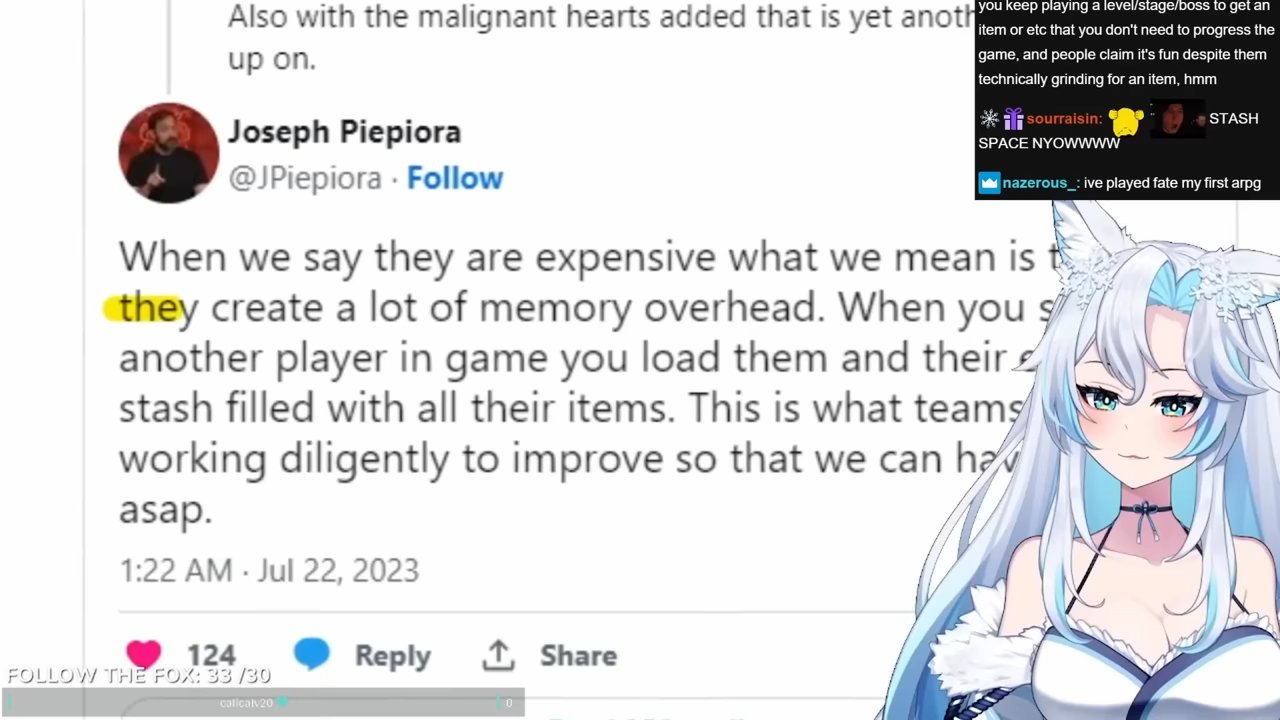 Also with the malignant hearts added that is yet
up on.
Joseph Piepiora
@JPiepiora · Follow
When we say they are expensive what we mean is
they create a lot of memory overhead. When you
another player in game you load them and their
stash filled with all their items. This is what teams
working diligently to improve so that we can
asap.
1:22 AM · Jul 22, 2023
124 Reply Share
FOLLOW THE FOX: 33 /30
caticalv20
0
you keep playing a level/stage/boss to get an
item or etc that you don't need to progress the
game, and people claim it's fun despite them
technically grinding for an item, hmm
sourraisin: STASH
SPACE NYOWWWW
nazerous_: ive played fate my first arpg